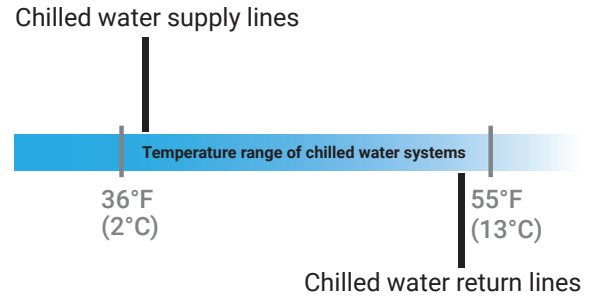 Chilled water supply lines
Temperature range of chilled water systems
36°F
(2°C)
55°F
(13°C)
Chilled water return lines